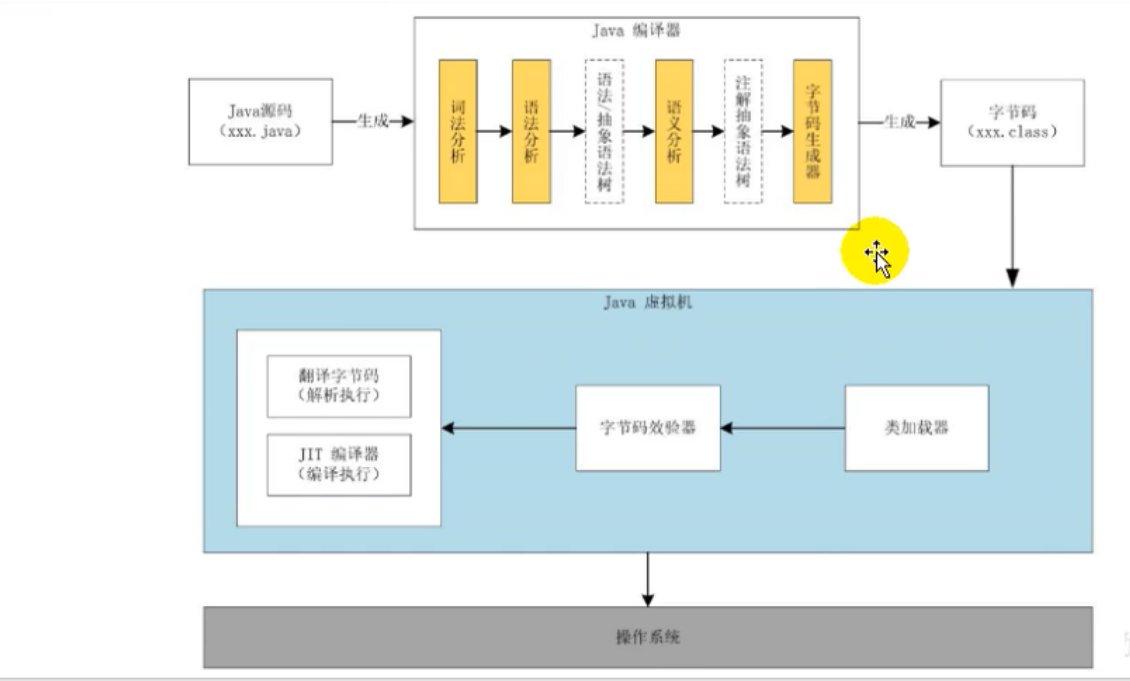 Java 编译器
Java源码
（xxx.java）
生成
词法分析
语法分析
语法/抽象语法树
语义分析
注解抽象语法树
字节码生成器
生成
字节码
（xxx.class）
Java 虚拟机
翻译字节码
（解析执行）
JIT 编译器
（编译执行）
字节码效验器
类加载器
操作系统